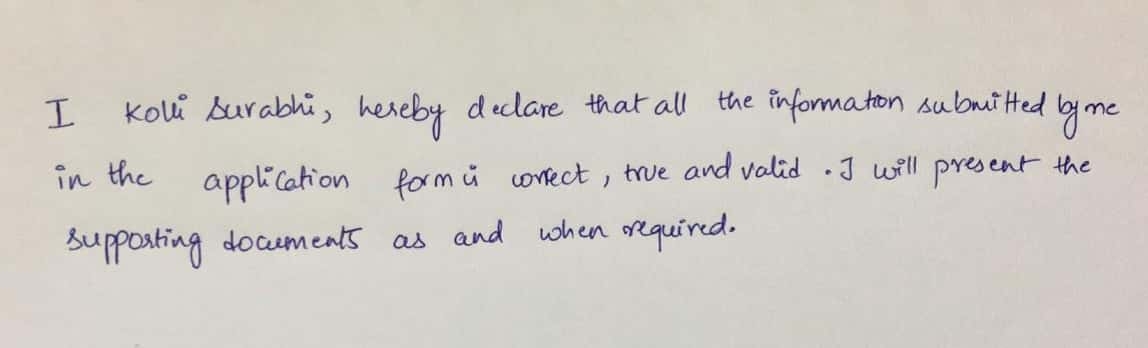 I Kolli Surabhi, hereby declare that all the information submitted by me
in the application form is correct, true and valid. I will present the
supporting documents as and when required.